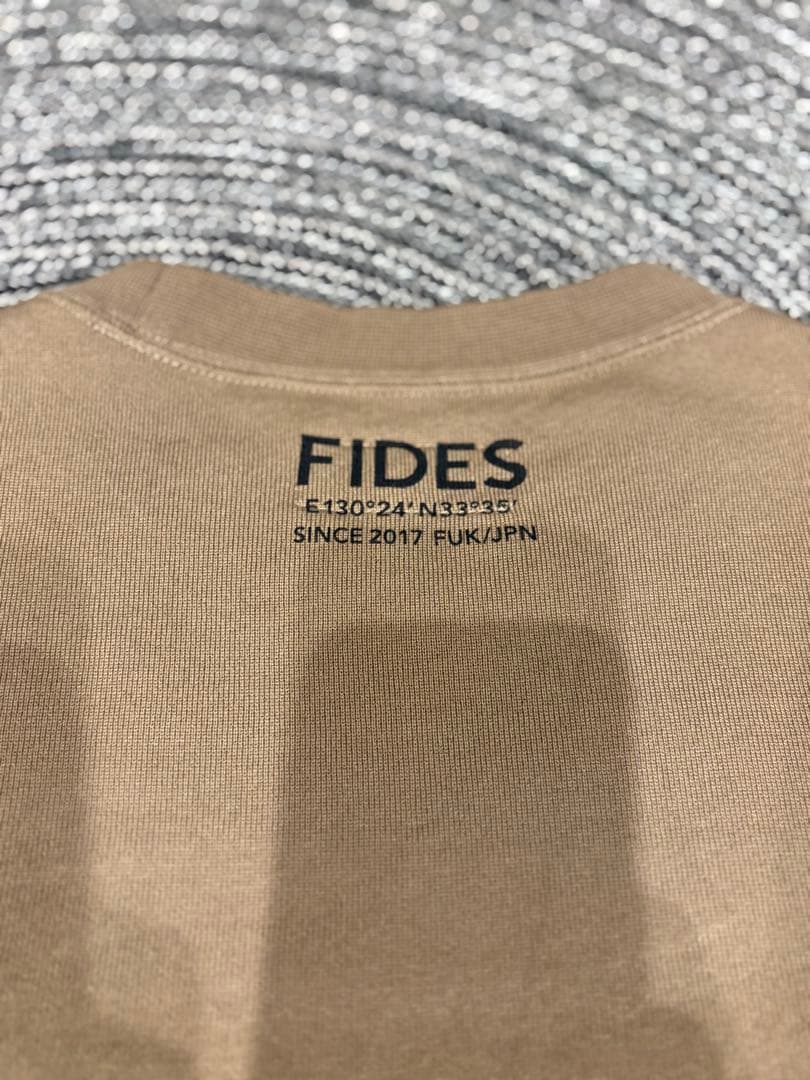 FIDES
E130°24' N33°35'
SINCE 2017 FUK/JPN